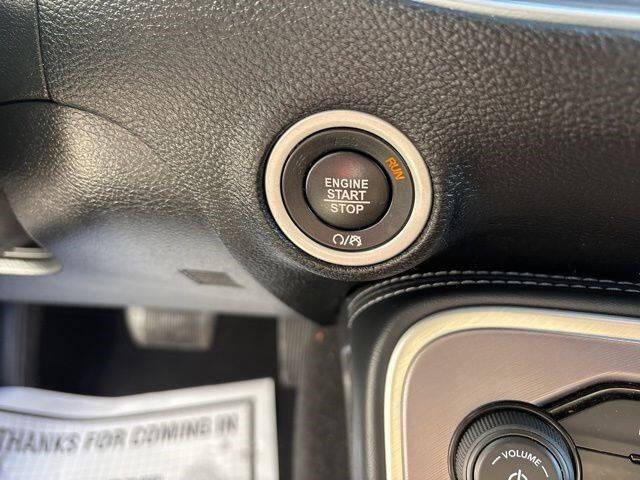 RUN
ENGINE
START
STOP
THANKS FOR COMING IN
VOLUME